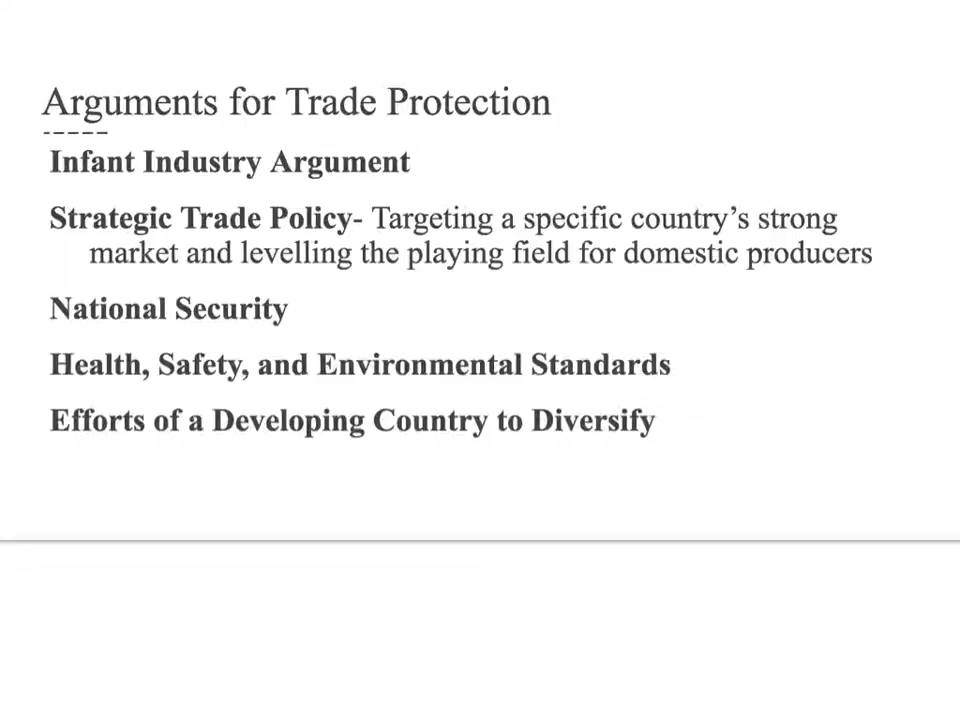 Arguments for Trade Protection
Infant Industry Argument
Strategic Trade Policy- Targeting a specific country’s strong
market and levelling the playing field for domestic producers
National Security
Health, Safety, and Environmental Standards
Efforts of a Developing Country to Diversify